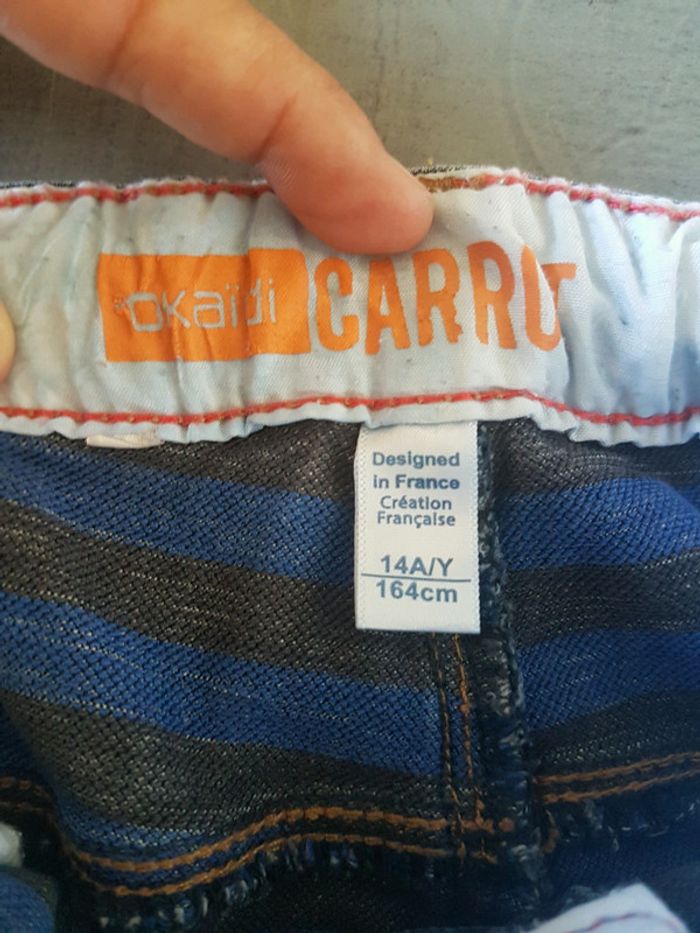 okaïdi CARROT
Designed
in France
Création
Française
14A/Y
164cm